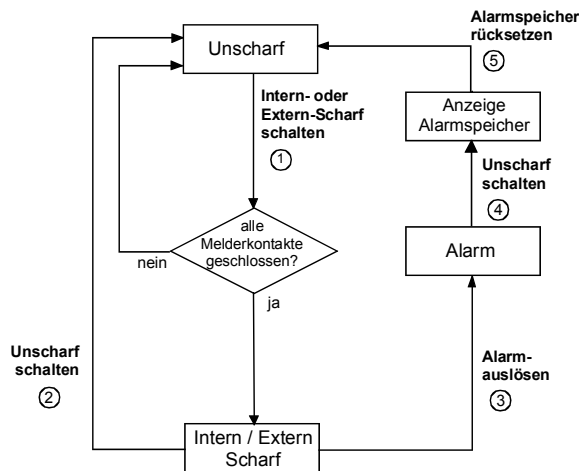 Alarmspeicher
rücksetzen
5
Unscharf
Anzeige
Alarmspeicher
Intern- oder
Extern-Scharf
schalten
1
Unscharf
schalten
4
alle
Melderkontakte
geschlossen?
nein
ja
Alarm
Unscharf
schalten
2
Alarm-
auslösen
3
Intern / Extern
Scharf